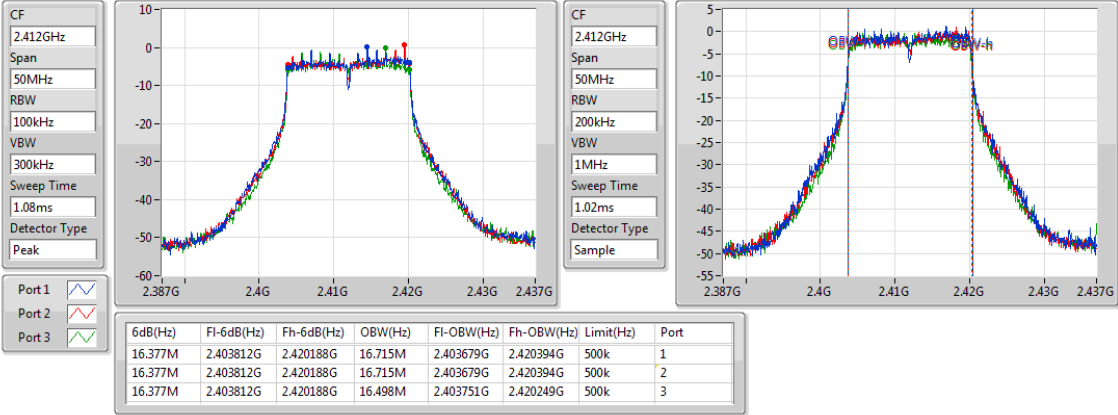 CF
2.412GHz
Span
50MHz
RBW
100kHz
VBW
300kHz
Sweep Time
1.08ms
Detector Type
Peak
Port 1
Port 2
Port 3
10
0
-10
-20
-30
-40
-50
-60
2.387G 2.4G 2.41G 2.42G 2.43G 2.437G
CF
2.412GHz
Span
50MHz
RBW
200kHz
VBW
1MHz
Sweep Time
1.02ms
Detector Type
Sample
5
0
-5
-10
-15
-20
-25
-30
-35
-40
-45
-50
-55
2.387G 2.4G 2.41G 2.42G 2.43G 2.437G
6dB(Hz) Fl-6dB(Hz) Fh-6dB(Hz) OBW(Hz) Fl-OBW(Hz) Fh-OBW(Hz) Limit(Hz) Port
16.377M 2.403812G 2.420188G 16.715M 2.403679G 2.420394G 500k 1
16.377M 2.403812G 2.420188G 16.715M 2.403679G 2.420394G 500k 2
16.377M 2.403812G 2.420188G 16.498M 2.403751G 2.420249G 500k 3